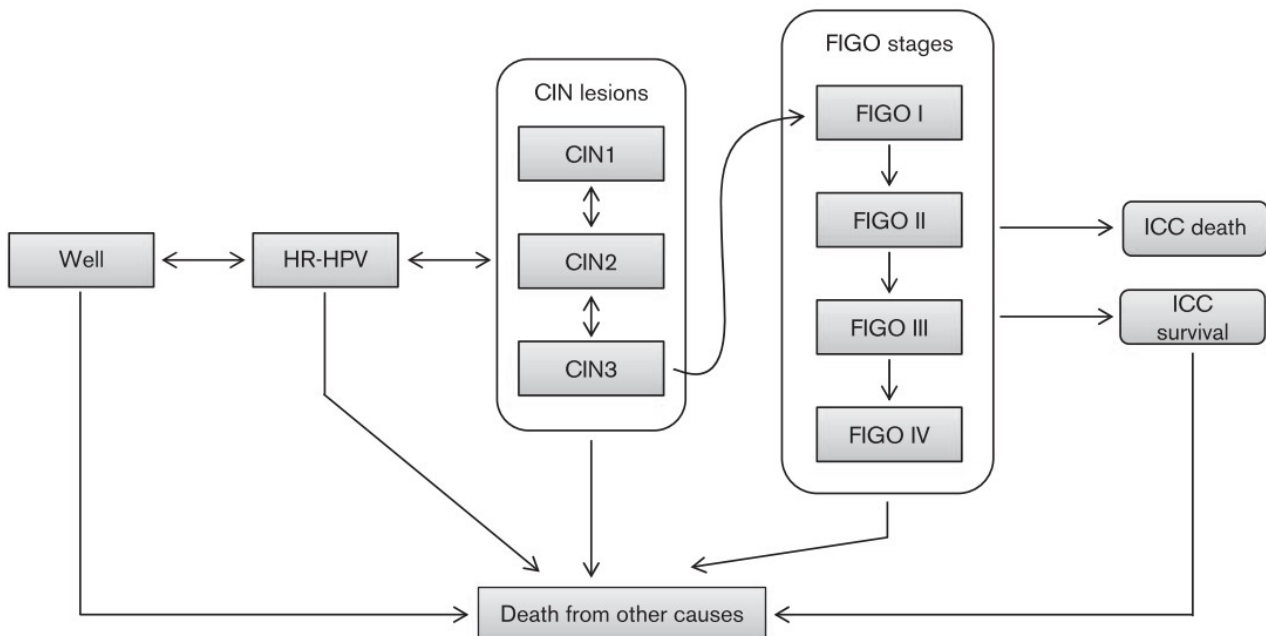 FIGO stages
CIN lesions
FIGO I
CIN1
FIGO II
ICC death
Well
HR-HPV
CIN2
ICC
survival
FIGO III
CIN3
FIGO IV
Death from other causes